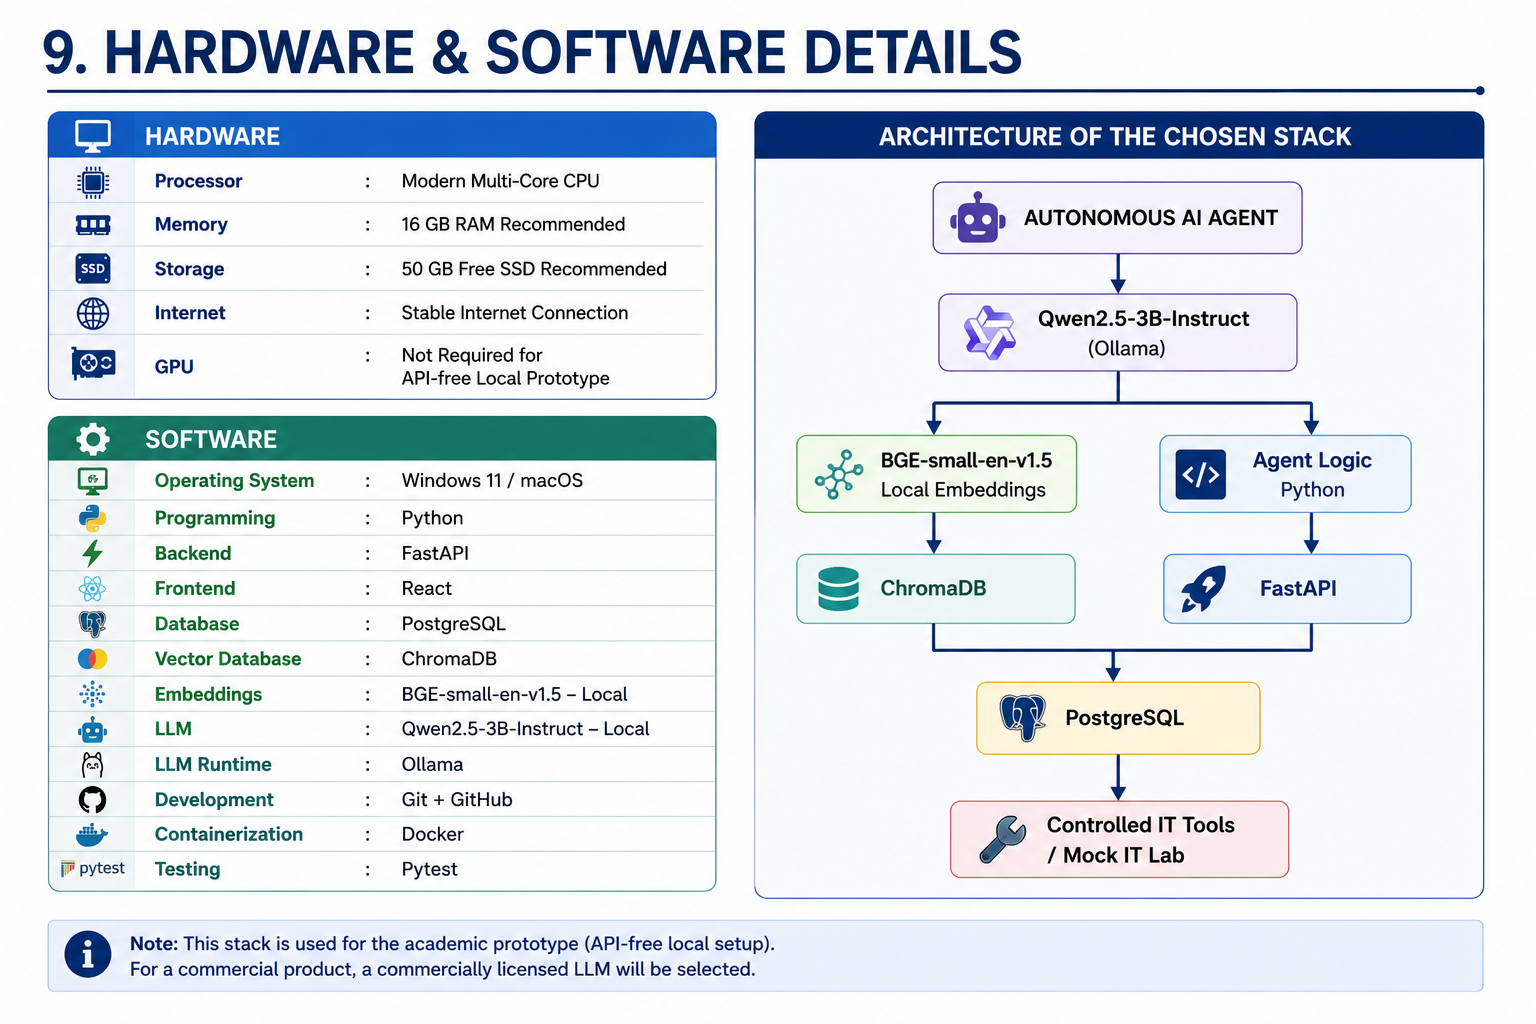 9. HARDWARE & SOFTWARE DETAILS
HARDWARE
Processor : Modern Multi-Core CPU
Memory : 16 GB RAM Recommended
SSD
Storage : 50 GB Free SSD Recommended
Internet : Stable Internet Connection
GPU : Not Required for
API-free Local Prototype
SOFTWARE
Operating System : Windows 11 / macOS
Programming : Python
Backend : FastAPI
Frontend : React
Database : PostgreSQL
Vector Database : ChromaDB
Embeddings : BGE-small-en-v1.5 – Local
LLM : Qwen2.5-3B-Instruct – Local
LLM Runtime : Ollama
Development : Git + GitHub
Containerization : Docker
pytest
Testing : Pytest
ARCHITECTURE OF THE CHOSEN STACK
AUTONOMOUS AI AGENT
Qwen2.5-3B-Instruct
(Ollama)
BGE-small-en-v1.5
Local Embeddings
</>
Agent Logic
Python
ChromaDB
FastAPI
PostgreSQL
Controlled IT Tools
/ Mock IT Lab
Note: This stack is used for the academic prototype (API-free local setup).
For a commercial product, a commercially licensed LLM will be selected.